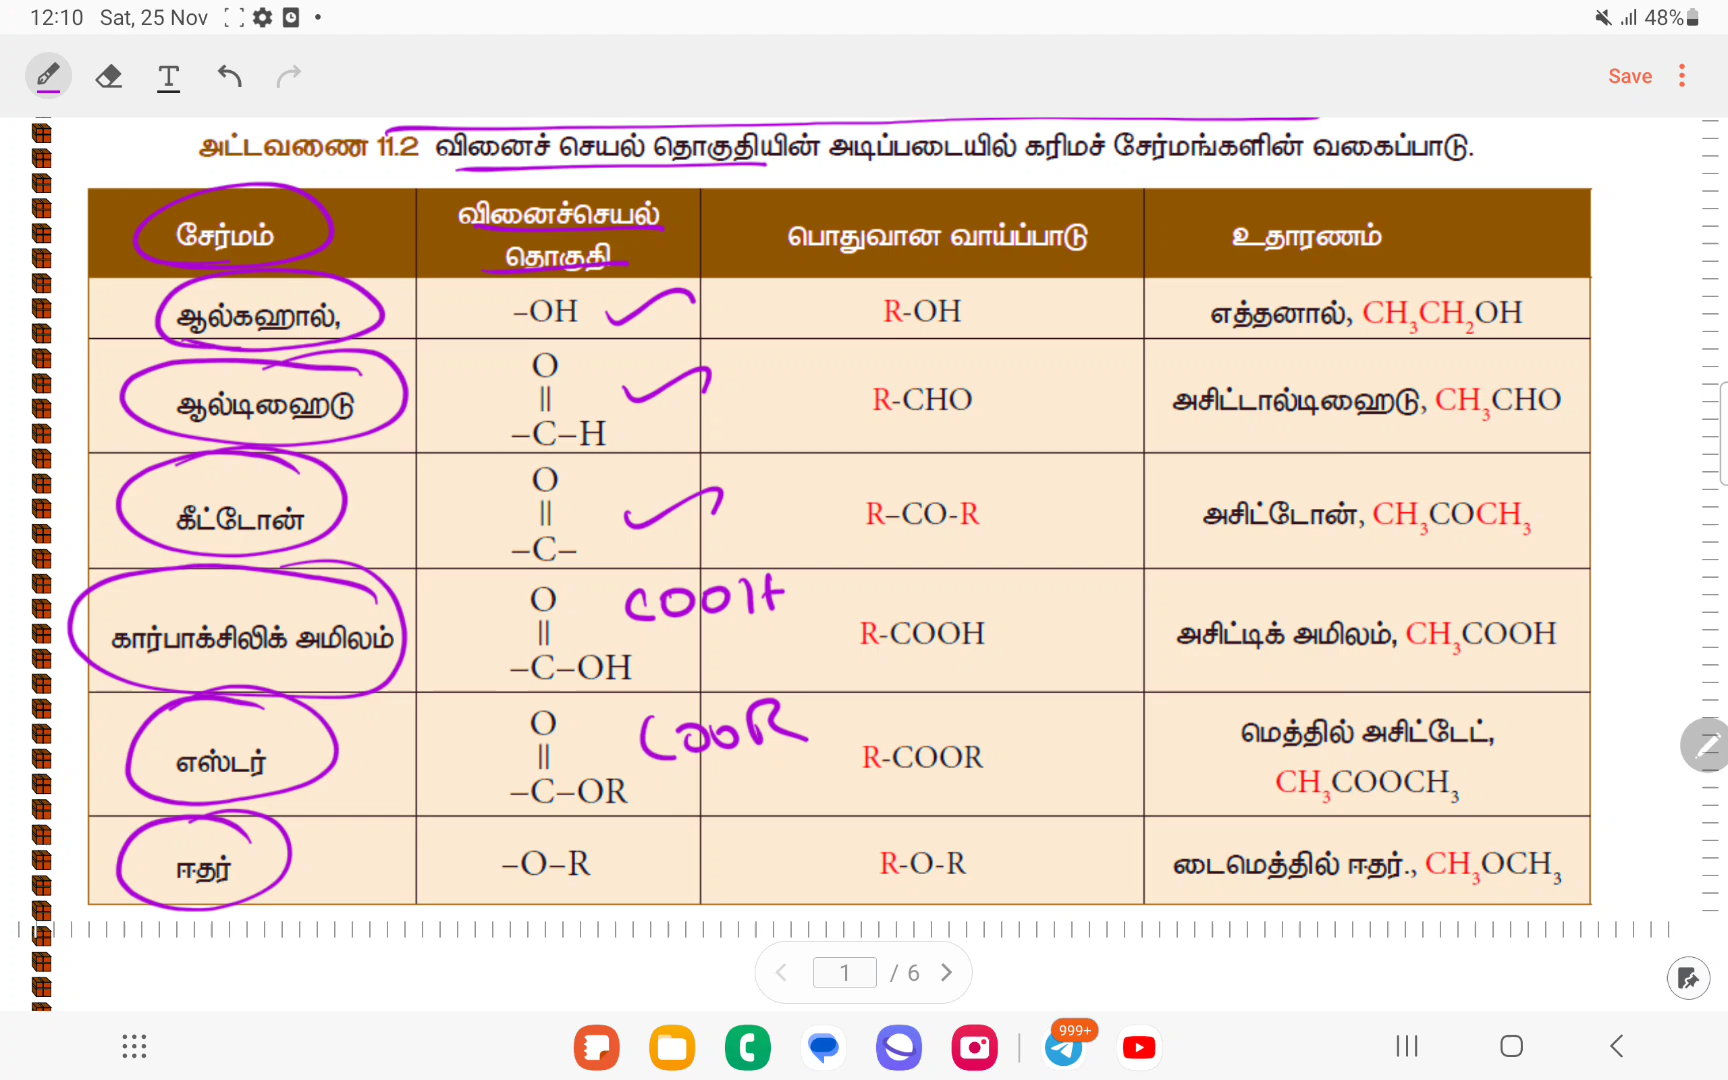 12:10 Sat, 25 Nov
48%
Save
அட்டவணை 11.2 வினைச் செயல் தொகுதியின் அடிப்படையில் கரிமச் சேர்மங்களின் வகைப்பாடு.
சேர்மம்
வினைச்செயல்
தொகுதி
பொதுவான வாய்ப்பாடு
உதாரணம்
ஆல்கஹால்,
–OH
R-OH
எத்தனால், CH₃CH₂OH
ஆல்டிஹைடு
O
||
–C–H
R-CHO
அசிட்டால்டிஹைடு, CH₃CHO
கீட்டோன்
O
||
–C–
R–CO-R
அசிட்டோன், CH₃COCH₃
கார்பாக்சிலிக் அமிலம்
O
||
–C–OH
COOH
R-COOH
அசிட்டிக் அமிலம், CH₃COOH
எஸ்டர்
O
||
–C–OR
COOR
R-COOR
மெத்தில் அசிட்டேட்,
CH₃COOCH₃
ஈதர்
–O–R
R-O-R
டைமெத்தில் ஈதர்., CH₃OCH₃
1 / 6
999+